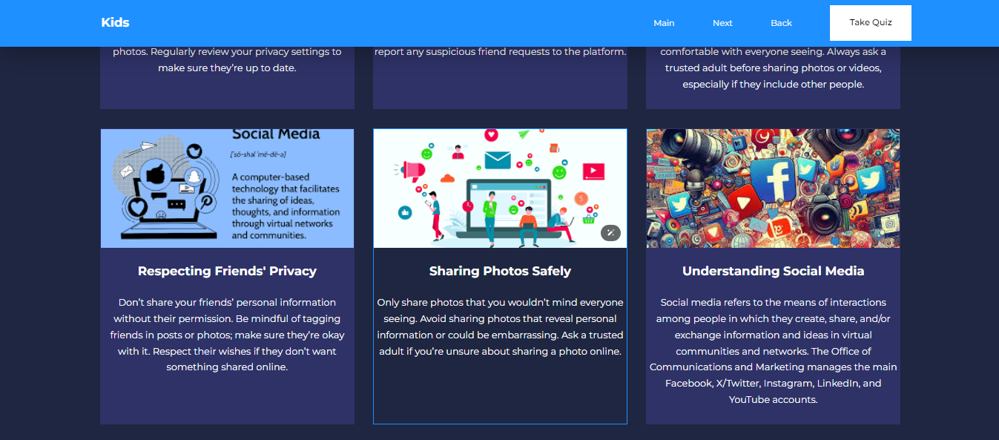 Kids
Main
Next
Back
Take Quiz
photos. Regularly review your privacy settings to
make sure they're up to date.
report any suspicious friend requests to the platform.
comfortable with everyone seeing. Always ask a
trusted adult before sharing photos or videos,
especially if they include other people.
Social Media
['sō-shəl 'mē-dē-ə]
A computer-based
technology that facilitates
the sharing of ideas,
thoughts, and information
through virtual networks
and communities.
Respecting Friends' Privacy
Don't share your friends' personal information
without their permission. Be mindful of tagging
friends in posts or photos; make sure they're okay
with it. Respect their wishes if they don't want
something shared online.
Sharing Photos Safely
Only share photos that you wouldn't mind everyone
seeing. Avoid sharing photos that reveal personal
information or could be embarrassing. Ask a trusted
adult if you're unsure about sharing a photo online.
Understanding Social Media
Social media refers to the means of interactions
among people in which they create, share, and/or
exchange information and ideas in virtual
communities and networks. The Office of
Communications and Marketing manages the main
Facebook, X/Twitter, Instagram, LinkedIn, and
YouTube accounts.